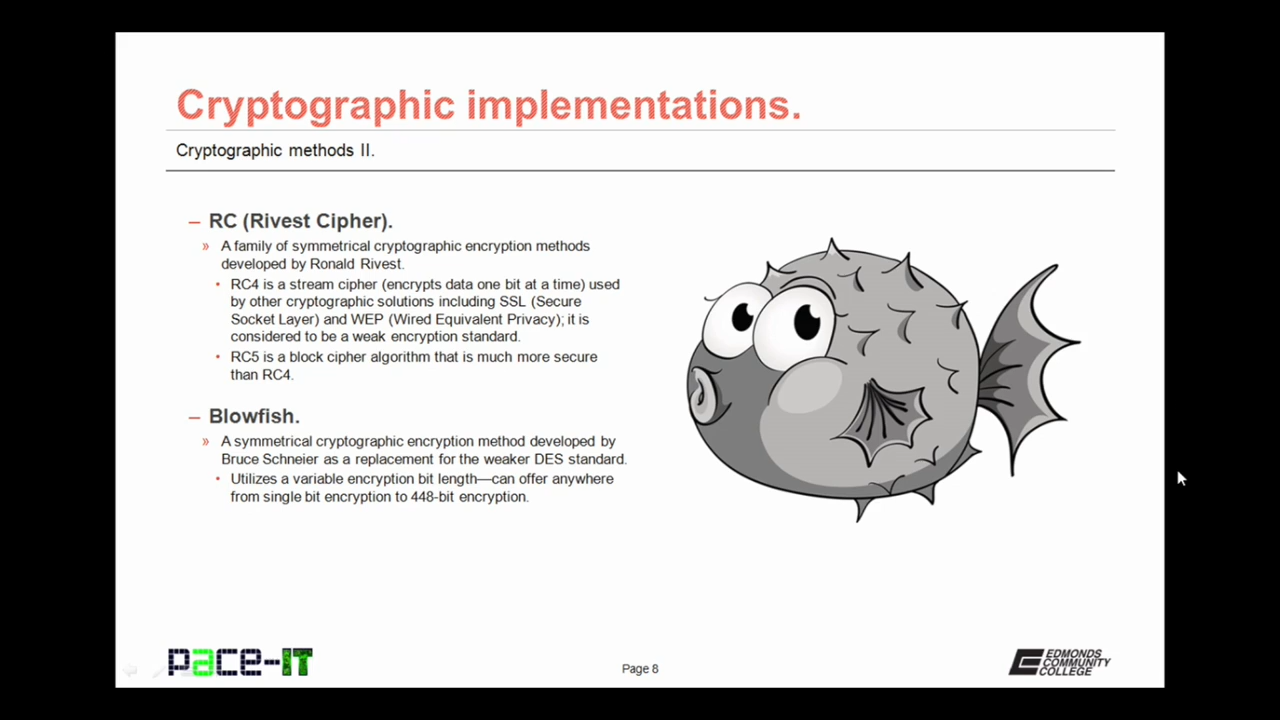 Cryptographic implementations.
Cryptographic methods II.
– RC (Rivest Cipher).
» A family of symmetrical cryptographic encryption methods
developed by Ronald Rivest.
• RC4 is a stream cipher (encrypts data one bit at a time) used
by other cryptographic solutions including SSL (Secure
Socket Layer) and WEP (Wired Equivalent Privacy); it is
considered to be a weak encryption standard.
• RC5 is a block cipher algorithm that is much more secure
than RC4.
– Blowfish.
» A symmetrical cryptographic encryption method developed by
Bruce Schneier as a replacement for the weaker DES standard.
• Utilizes a variable encryption bit length—can offer anywhere
from single bit encryption to 448-bit encryption.
pace-IT
Page 8
EDMONDS
COMMUNITY
COLLEGE